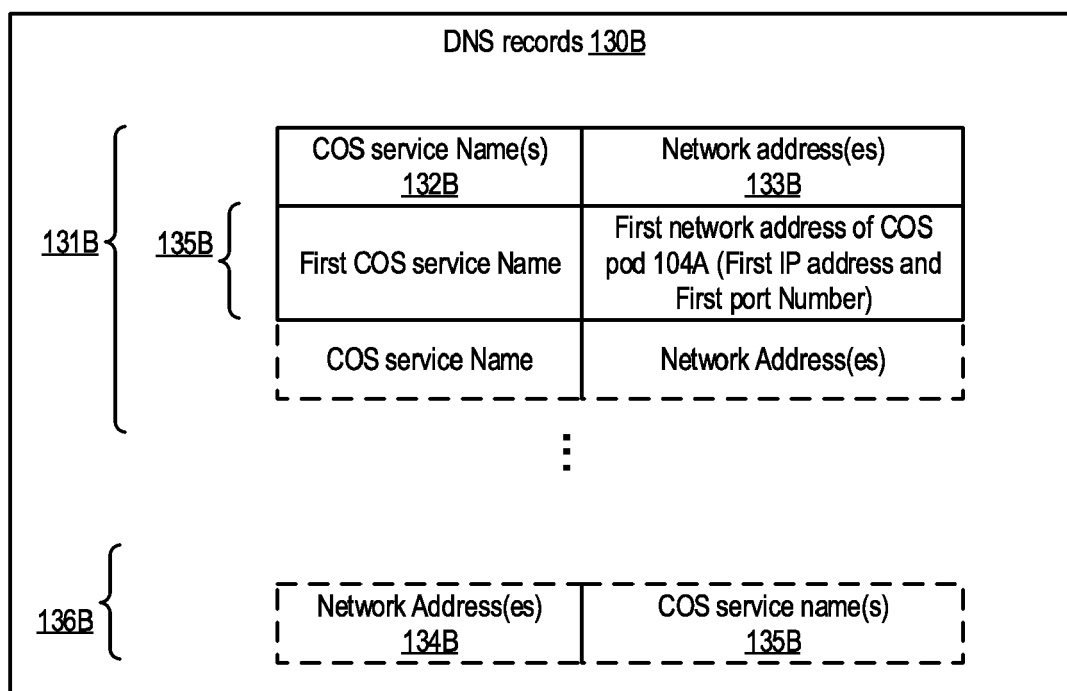 DNS records 130B
COS service Name(s) Network address(es)
132B 133B
131B 135B First COS service Name First network address of COS
pod 104A (First IP address and
First port Number)
COS service Name Network Address(es)
136B Network Address(es) COS service name(s)
134B 135B